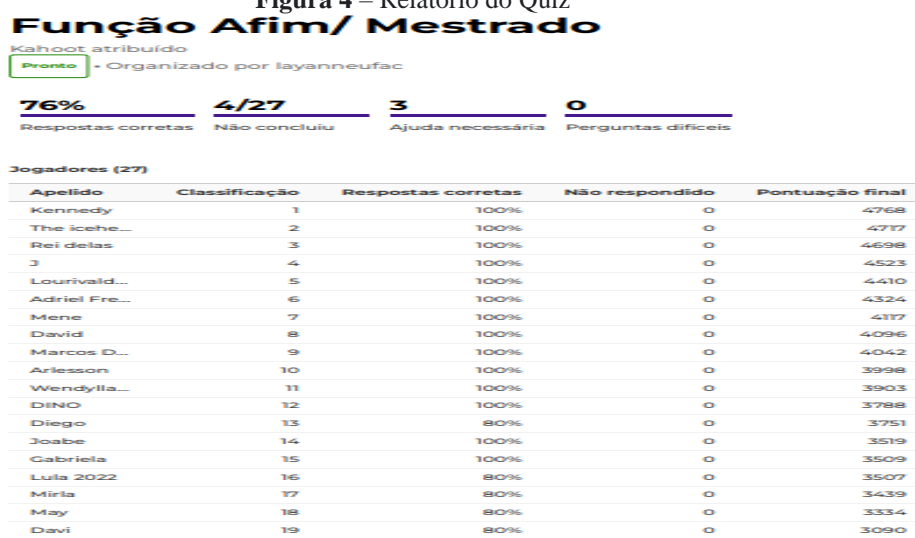 Figura 4 – Relatório do Quiz
Função Afim/ Mestrado
Kahoot atribuído
Pronto • Organizado por layanneufac
76% 4/27 3 0
Respostas corretas Não concluiu Ajuda necessária Perguntas difíceis
Jogadores (27)
Apelido Classificação Respostas corretas Não respondido Pontuação final
Kennedy 1 100% 0 4768
The icehe... 2 100% 0 4717
Rei delas 3 100% 0 4698
J 4 100% 0 4523
Lourivald... 5 100% 0 4410
Adriel Fre... 6 100% 0 4324
Mene 7 100% 0 4117
David 8 100% 0 4096
Marcos D... 9 100% 0 4042
Arlesson 10 100% 0 3998
Wendylla... 11 100% 0 3903
DINO 12 100% 0 3788
Diego 13 80% 0 3751
Joabe 14 100% 0 3519
Gabriela 15 100% 0 3509
Lula 2022 16 80% 0 3507
Mirla 17 80% 0 3439
May 18 80% 0 3334
Davi 19 80% 0 3090